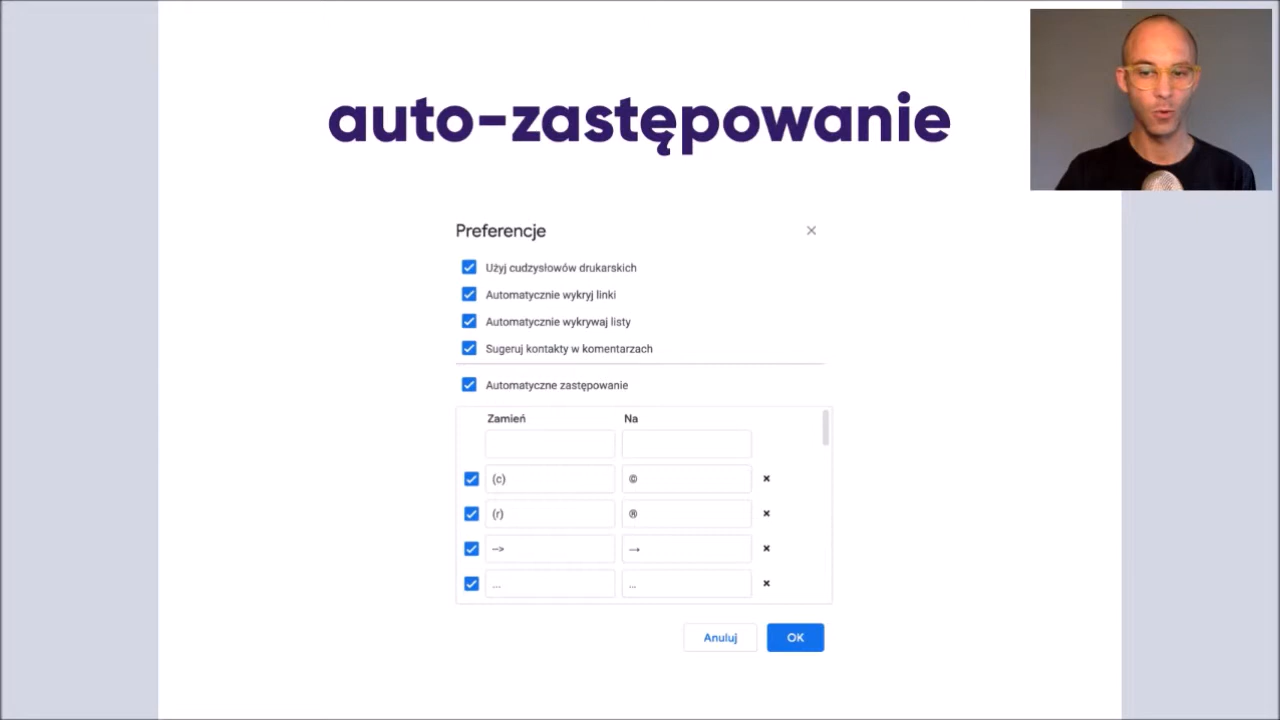 auto-zastępowanie
Preferencje
Użyj cudzysłowów drukarskich
Automatycznie wykryj linki
Automatycznie wykrywaj listy
Sugeruj kontakty w komentarzach
Automatyczne zastępowanie
Zamień Na
(c) ©
(r) ®
--> →
... …
Anuluj OK